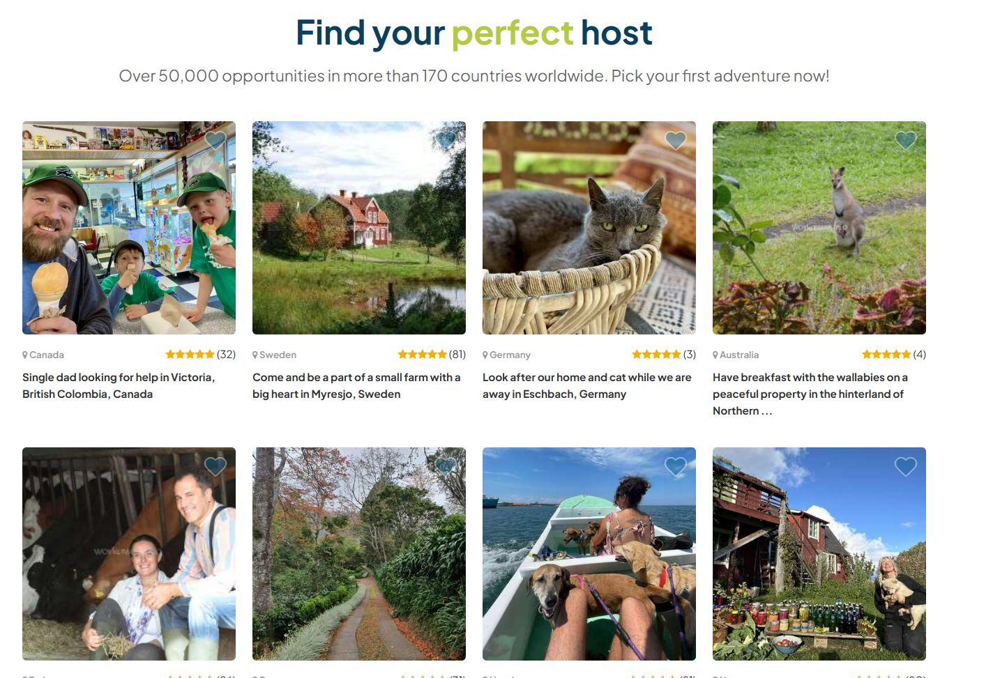 Find your perfect host
Over 50,000 opportunities in more than 170 countries worldwide. Pick your first adventure now!
Canada
(32)
Sweden
(81)
Germany
(3)
Australia
(4)
Single dad looking for help in Victoria,
British Colombia, Canada
Come and be a part of a small farm with a
big heart in Myresjo, Sweden
Look after our home and cat while we are
away in Eschbach, Germany
Have breakfast with the wallabies on a
peaceful property in the hinterland of
Northern ...